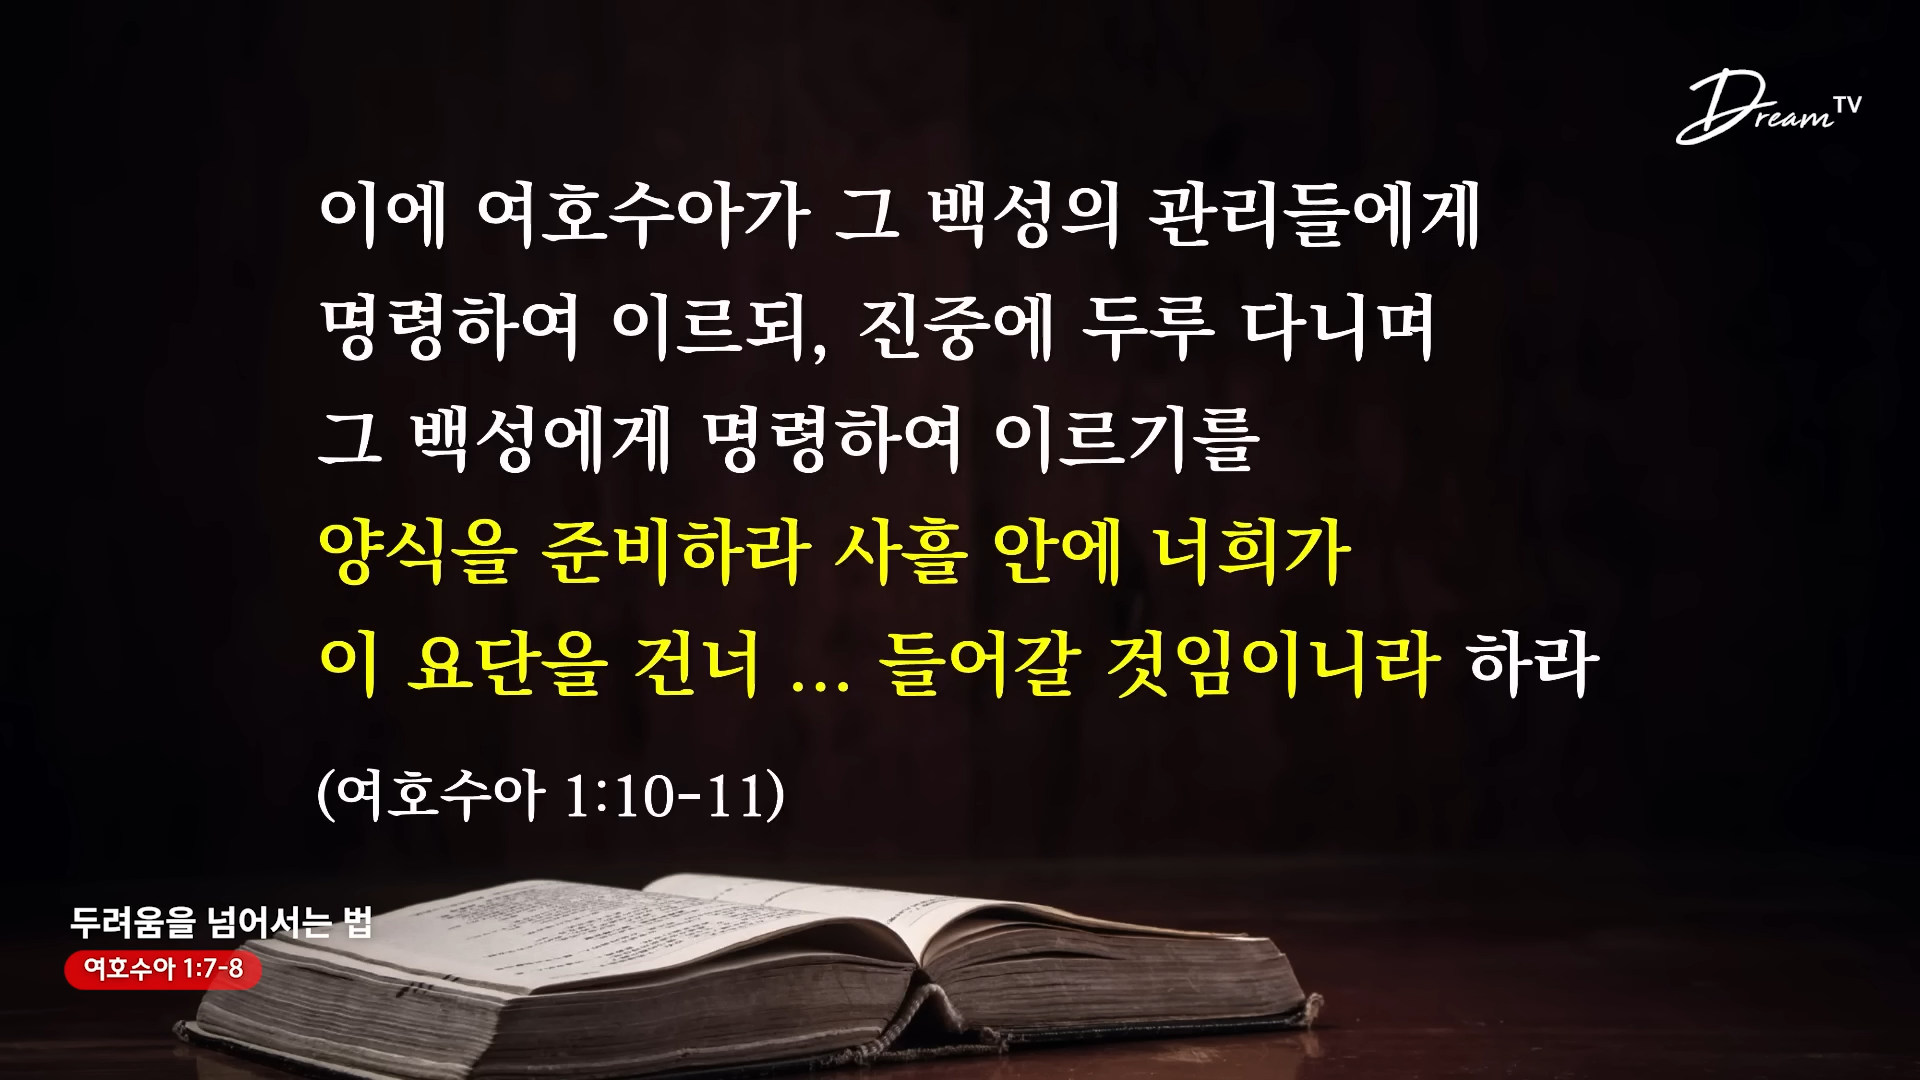 Dream TV
이에 여호수아가 그 백성의 관리들에게
명령하여 이르되, 진중에 두루 다니며
그 백성에게 명령하여 이르기를
양식을 준비하라 사흘 안에 너희가
이 요단을 건너 ... 들어갈 것임이니라 하라
(여호수아 1:10-11)
두려움을 넘어서는 법
여호수아 1:7-8